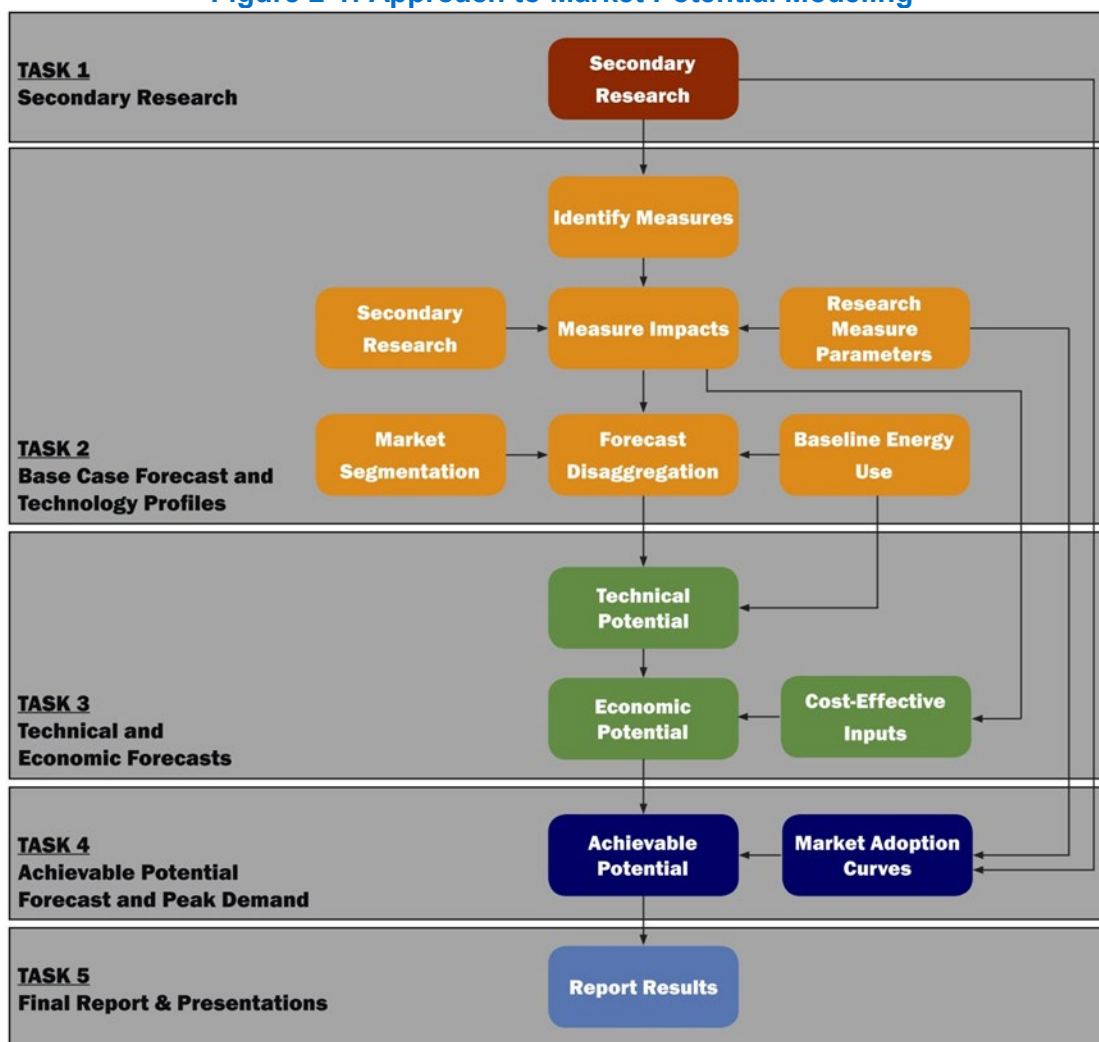 Figure 2-1: Approach to Market Potential Modeling
TASK 1
Secondary Research
Secondary
Research
Identify Measures
Secondary
Research
Measure Impacts
Research
Measure
Parameters
TASK 2
Base Case Forecast and
Technology Profiles
Market
Segmentation
Forecast
Disaggregation
Baseline Energy
Use
Technical
Potential
TASK 3
Technical and
Economic Forecasts
Economic
Potential
Cost-Effective
Inputs
TASK 4
Achievable Potential
Forecast and Peak Demand
Achievable
Potential
Market Adoption
Curves
TASK 5
Final Report & Presentations
Report Results